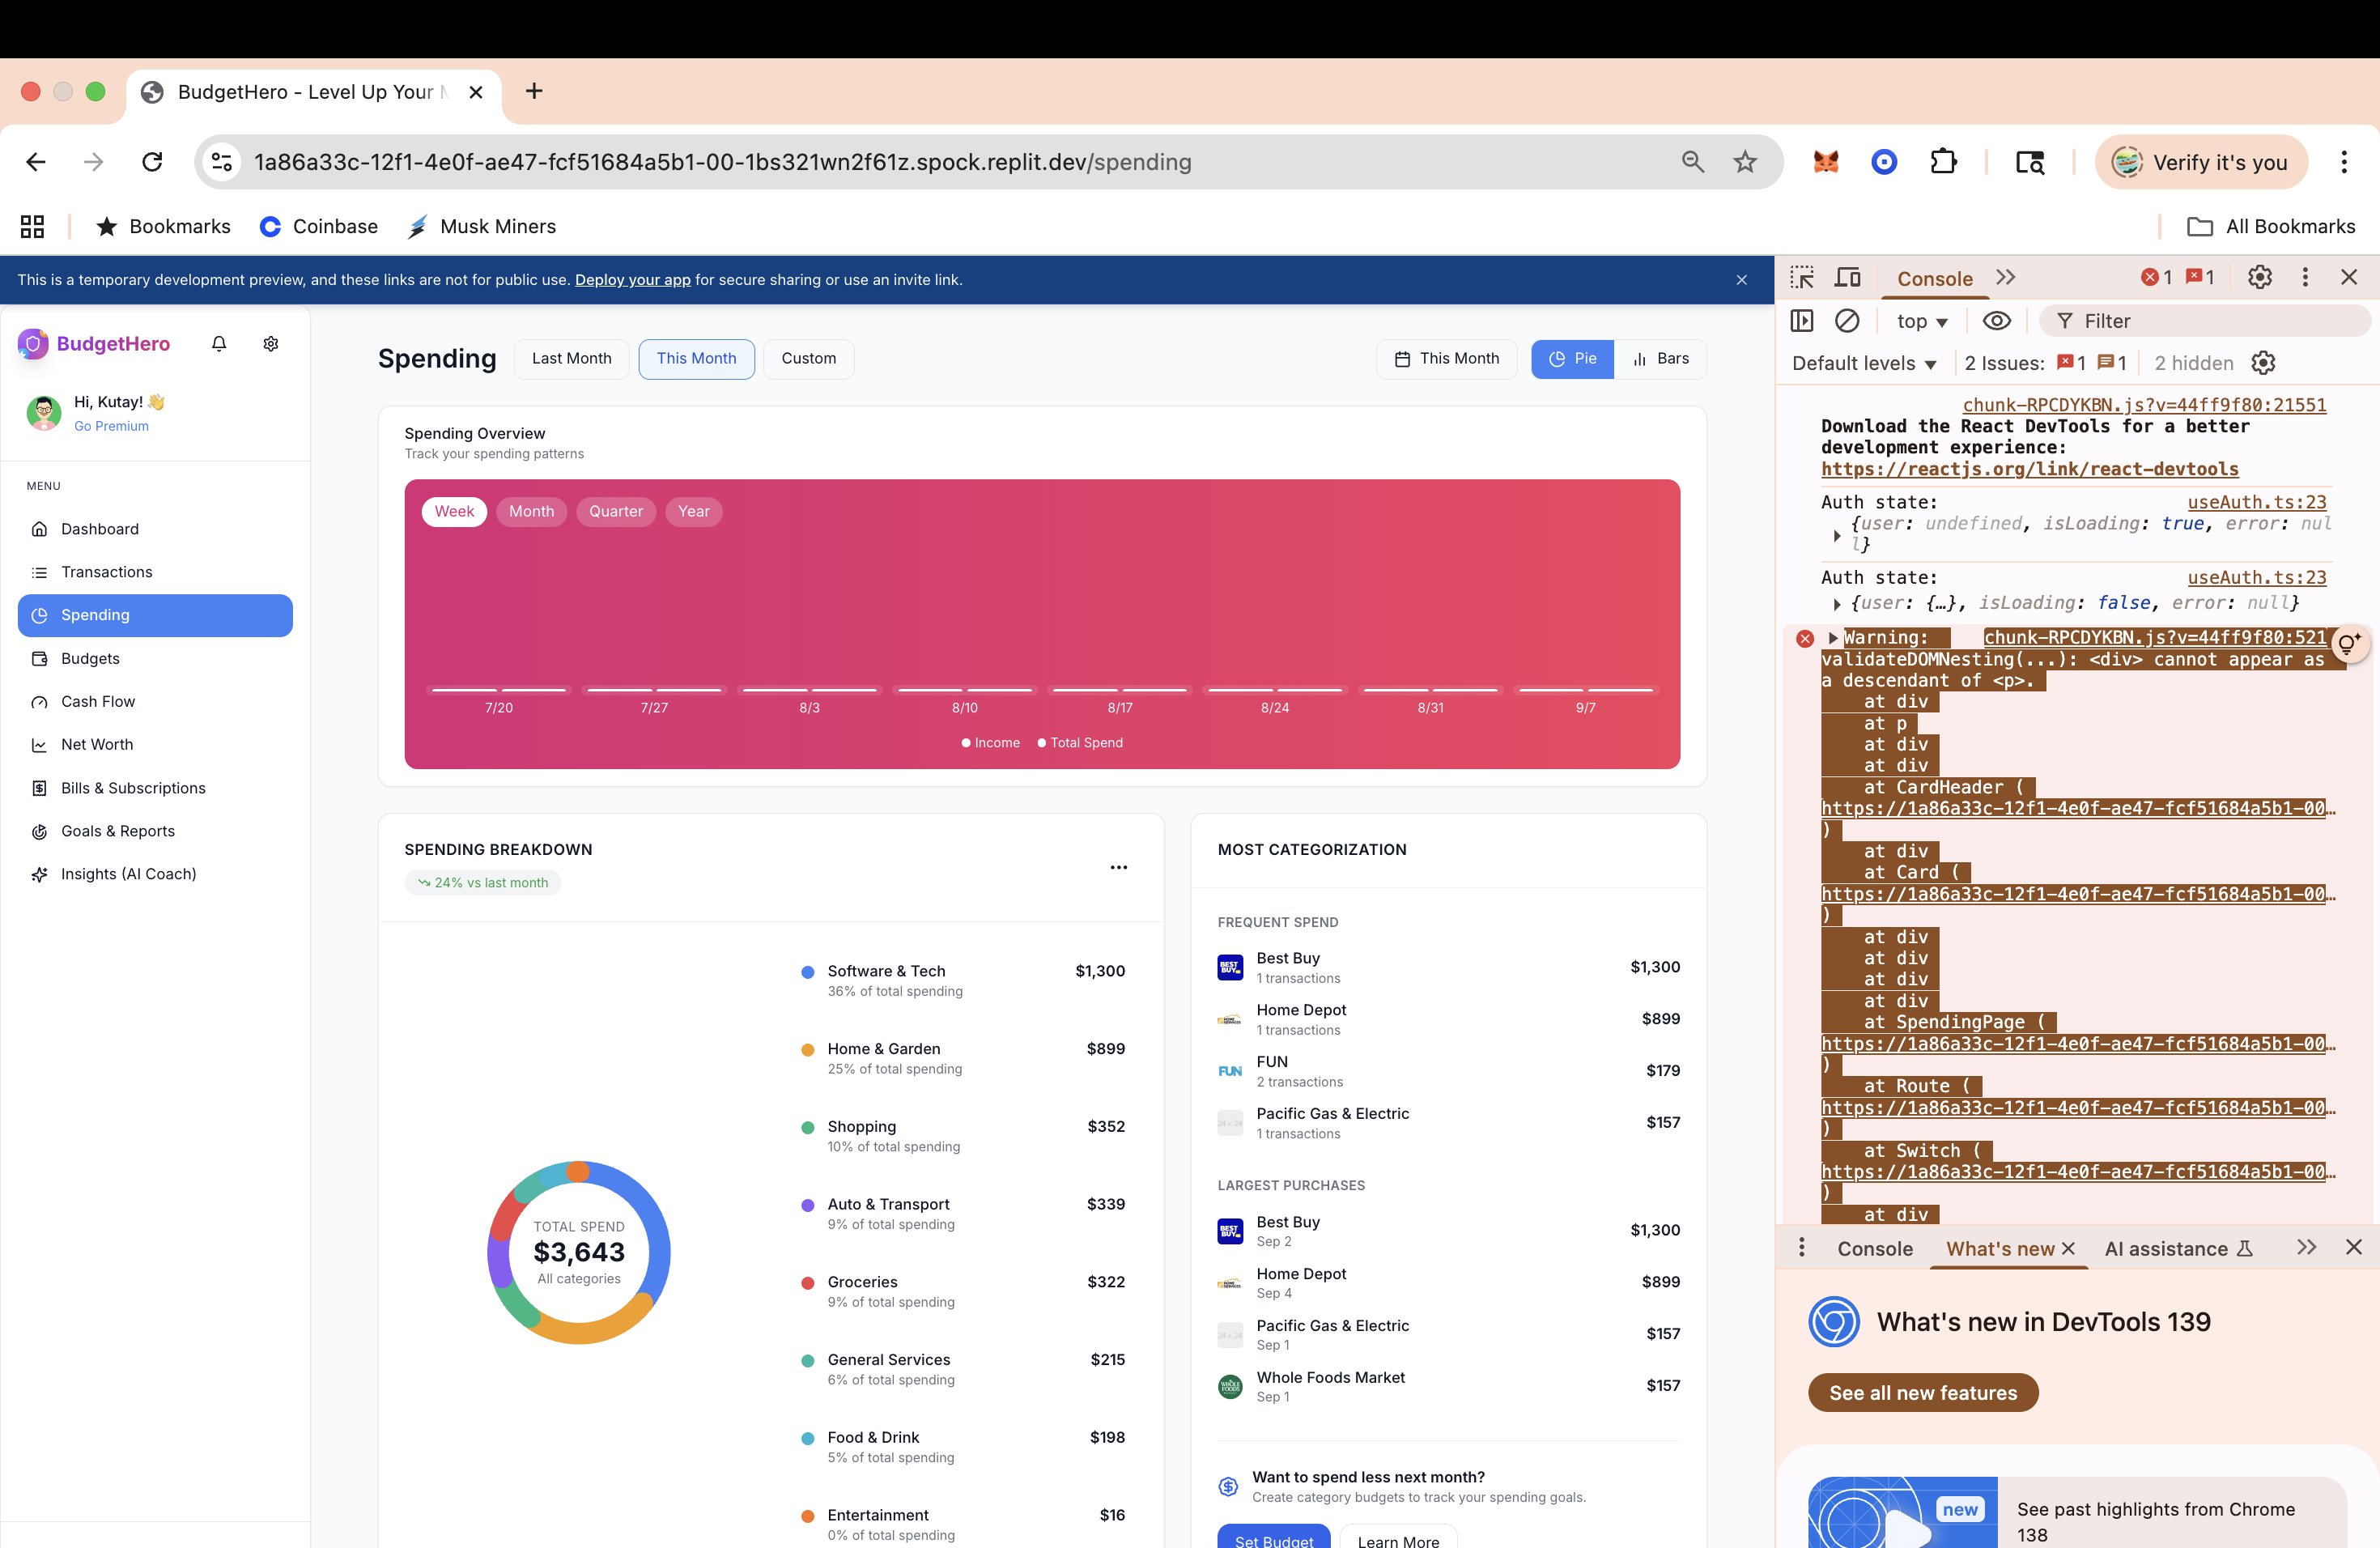 BudgetHero - Level Up Your
1a86a33c-12f1-4e0f-ae47-fcf51684a5b1-00-1bs321wn2f61z.spock.replit.dev/spending
Verify it's you
Bookmarks
Coinbase
Musk Miners
All Bookmarks
This is a temporary development preview, and these links are not for public use. Deploy your app for secure sharing or use an invite link.
BudgetHero
Hi, Kutay! 👋
Go Premium
MENU
Dashboard
Transactions
Spending
Budgets
Cash Flow
Net Worth
Bills & Subscriptions
Goals & Reports
Insights (AI Coach)
Spending
Last Month
This Month
Custom
This Month
Pie
Bars
Spending Overview
Track your spending patterns
Week
Month
Quarter
Year
7/20
7/27
8/3
8/10
8/17
8/24
8/31
9/7
Income
Total Spend
SPENDING BREAKDOWN
24% vs last month
TOTAL SPEND
$3,643
All categories
Software & Tech $1,300
36% of total spending
Home & Garden $899
25% of total spending
Shopping $352
10% of total spending
Auto & Transport $339
9% of total spending
Groceries $322
9% of total spending
General Services $215
6% of total spending
Food & Drink $198
5% of total spending
Entertainment $16
0% of total spending
MOST CATEGORIZATION
FREQUENT SPEND
BEST BUY
Best Buy $1,300
1 transactions
Home Depot $899
1 transactions
FUN
FUN $179
2 transactions
24 x 24
Pacific Gas & Electric $157
1 transactions
LARGEST PURCHASES
BEST BUY
Best Buy $1,300
Sep 2
Home Depot $899
Sep 4
24 x 24
Pacific Gas & Electric $157
Sep 1
WHOLE FOODS
Whole Foods Market $157
Sep 1
Want to spend less next month?
Create category budgets to track your spending goals.
Set Budget
Learn More
Console
1
1
top
Filter
Default levels
2 Issues: 1 1
2 hidden
chunk-RPCDYKBN.js?v=44ff9f80:21551
Download the React DevTools for a better
development experience:
https://reactjs.org/link/react-devtools
Auth state: useAuth.ts:23
{user: undefined, isLoading: true, error: nul
l}
Auth state: useAuth.ts:23
{user: {…}, isLoading: false, error: null}
Warning: chunk-RPCDYKBN.js?v=44ff9f80:521
validateDOMNesting(...): <div> cannot appear as
a descendant of <p>.
at div
at p
at div
at div
at CardHeader (
https://1a86a33c-12f1-4e0f-ae47-fcf51684a5b1-00…
)
at div
at Card (
https://1a86a33c-12f1-4e0f-ae47-fcf51684a5b1-00…
)
at div
at div
at div
at div
at SpendingPage (
https://1a86a33c-12f1-4e0f-ae47-fcf51684a5b1-00…
)
at Route (
https://1a86a33c-12f1-4e0f-ae47-fcf51684a5b1-00…
)
at Switch (
https://1a86a33c-12f1-4e0f-ae47-fcf51684a5b1-00…
)
at div
Console
What's new
AI assistance
What's new in DevTools 139
See all new features
new
See past highlights from Chrome
138